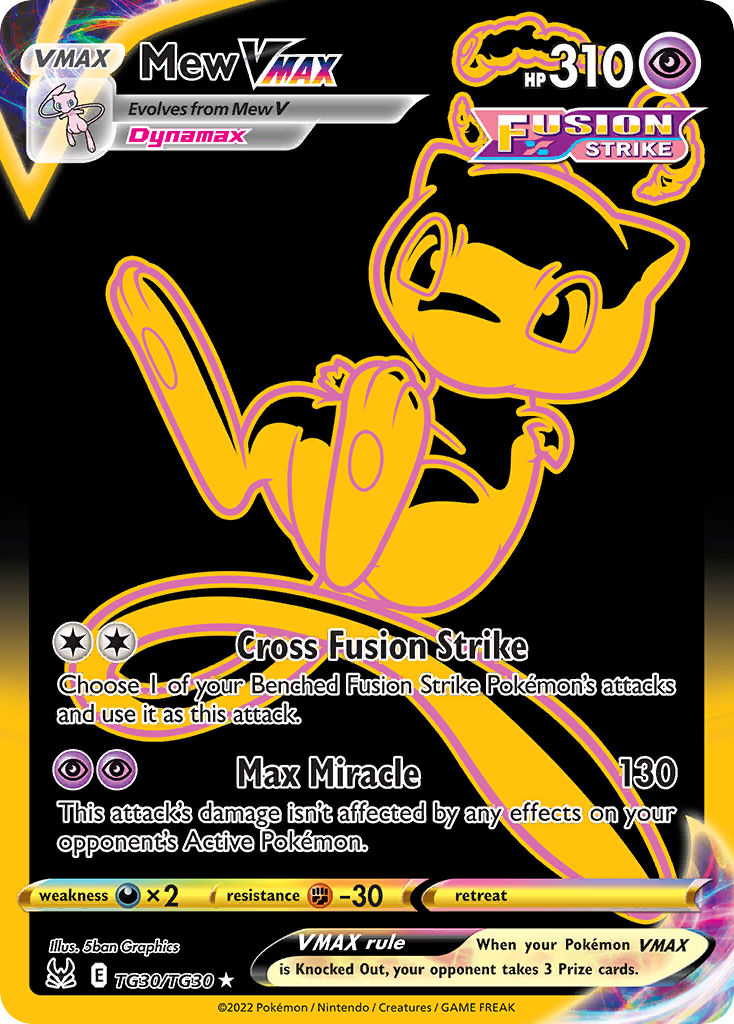 VMAX Mew VMAX HP 310
Evolves from Mew V
Dynamax
FUSION
STRIKE
Cross Fusion Strike
Choose 1 of your Benched Fusion Strike Pokémon's attacks
and use it as this attack.
Max Miracle 130
This attack's damage isn't affected by any effects on your
opponent's Active Pokémon.
weakness ×2 resistance -30 retreat
Illus. 5ban Graphics
E TG30/TG30 ★
VMAX rule When your Pokémon VMAX
is Knocked Out, your opponent takes 3 Prize cards.
©2022 Pokémon / Nintendo / Creatures / GAME FREAK